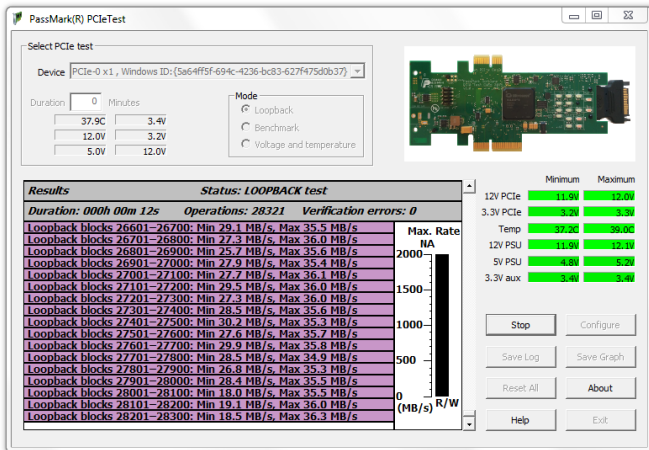 PassMark(R) PCIeTest
Select PCIe test
Device PCIe-0 x1 , Windows ID:{5a64ff5f-694c-4236-bc83-627f475d0b37}
Duration 0 Minutes
37.9C 3.4V
12.0V 3.2V
5.0V 12.0V
Mode
Loopback
Benchmark
Voltage and temperature
Results Status: LOOPBACK test
Duration: 000h 00m 12s Operations: 28321 Verification errors: 0
Loopback blocks 26601-26700: Min 29.1 MB/s, Max 35.5 MB/s
Loopback blocks 26701-26800: Min 27.3 MB/s, Max 36.0 MB/s
Loopback blocks 26801-26900: Min 25.7 MB/s, Max 35.6 MB/s
Loopback blocks 26901-27000: Min 27.9 MB/s, Max 35.4 MB/s
Loopback blocks 27001-27100: Min 27.7 MB/s, Max 36.1 MB/s
Loopback blocks 27101-27200: Min 29.5 MB/s, Max 36.0 MB/s
Loopback blocks 27201-27300: Min 27.3 MB/s, Max 36.0 MB/s
Loopback blocks 27301-27400: Min 28.5 MB/s, Max 35.6 MB/s
Loopback blocks 27401-27500: Min 30.2 MB/s, Max 35.3 MB/s
Loopback blocks 27501-27600: Min 27.6 MB/s, Max 35.7 MB/s
Loopback blocks 27601-27700: Min 29.9 MB/s, Max 35.8 MB/s
Loopback blocks 27701-27800: Min 28.5 MB/s, Max 34.9 MB/s
Loopback blocks 27801-27900: Min 26.8 MB/s, Max 35.3 MB/s
Loopback blocks 27901-28000: Min 28.4 MB/s, Max 35.5 MB/s
Loopback blocks 28001-28100: Min 18.0 MB/s, Max 35.5 MB/s
Loopback blocks 28101-28200: Min 19.1 MB/s, Max 36.0 MB/s
Loopback blocks 28201-28300: Min 18.5 MB/s, Max 36.3 MB/s
Max. Rate
NA
2000
1500
1000
500
0
(MB/s) R/W
Minimum Maximum
12V PCIe 11.9V 12.0V
3.3V PCIe 3.2V 3.3V
Temp 37.2C 39.0C
12V PSU 11.9V 12.1V
5V PSU 4.8V 5.2V
3.3V aux 3.4V 3.4V
Stop Configure
Save Log Save Graph
Reset All About
Help Exit